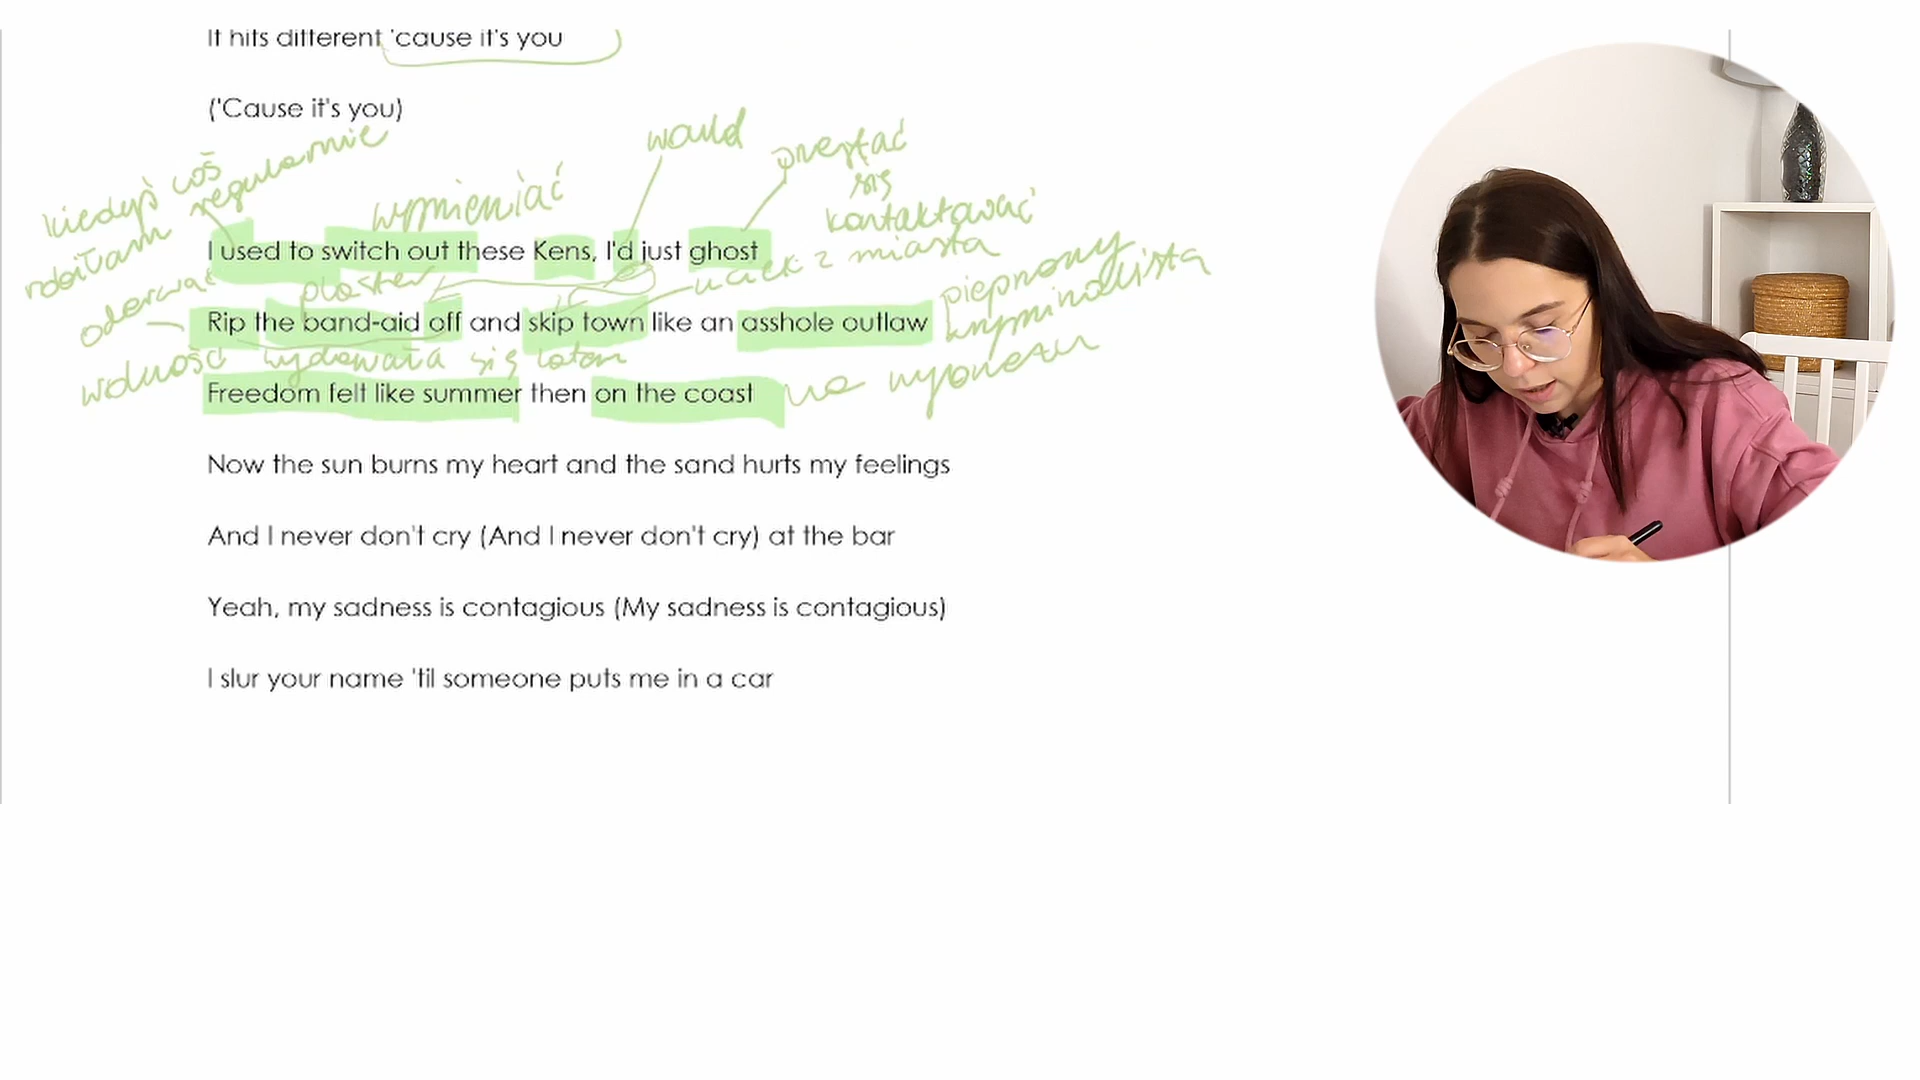 It hits different 'cause it's you
('Cause it's you)
would
przestać
kiedyś coś
regularnie
się
wymieniać
kontaktować
robiłam
I used to switch out these Kens, I'd just ghost
uciek z miasta
oderwać
plaster
pieprzony
kryminalista
Rip the band-aid off and skip town like an asshole outlaw
wolność wydawała się latem
na wybrzeżu
Freedom felt like summer then on the coast
Now the sun burns my heart and the sand hurts my feelings
And I never don't cry (And I never don't cry) at the bar
Yeah, my sadness is contagious (My sadness is contagious)
I slur your name 'til someone puts me in a car